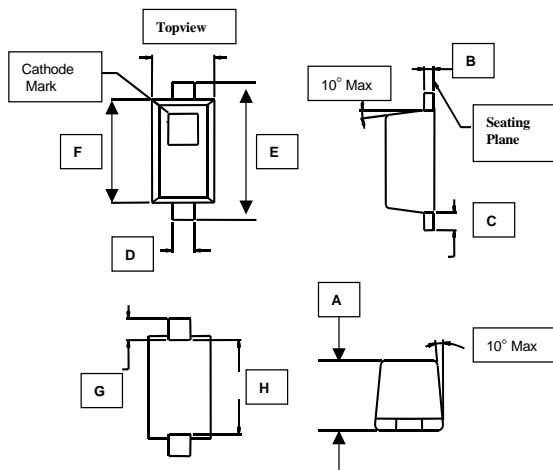 Topview
Cathode
Mark
F
E
D
10° Max
B
Seating
Plane
C
G
H
A
10° Max